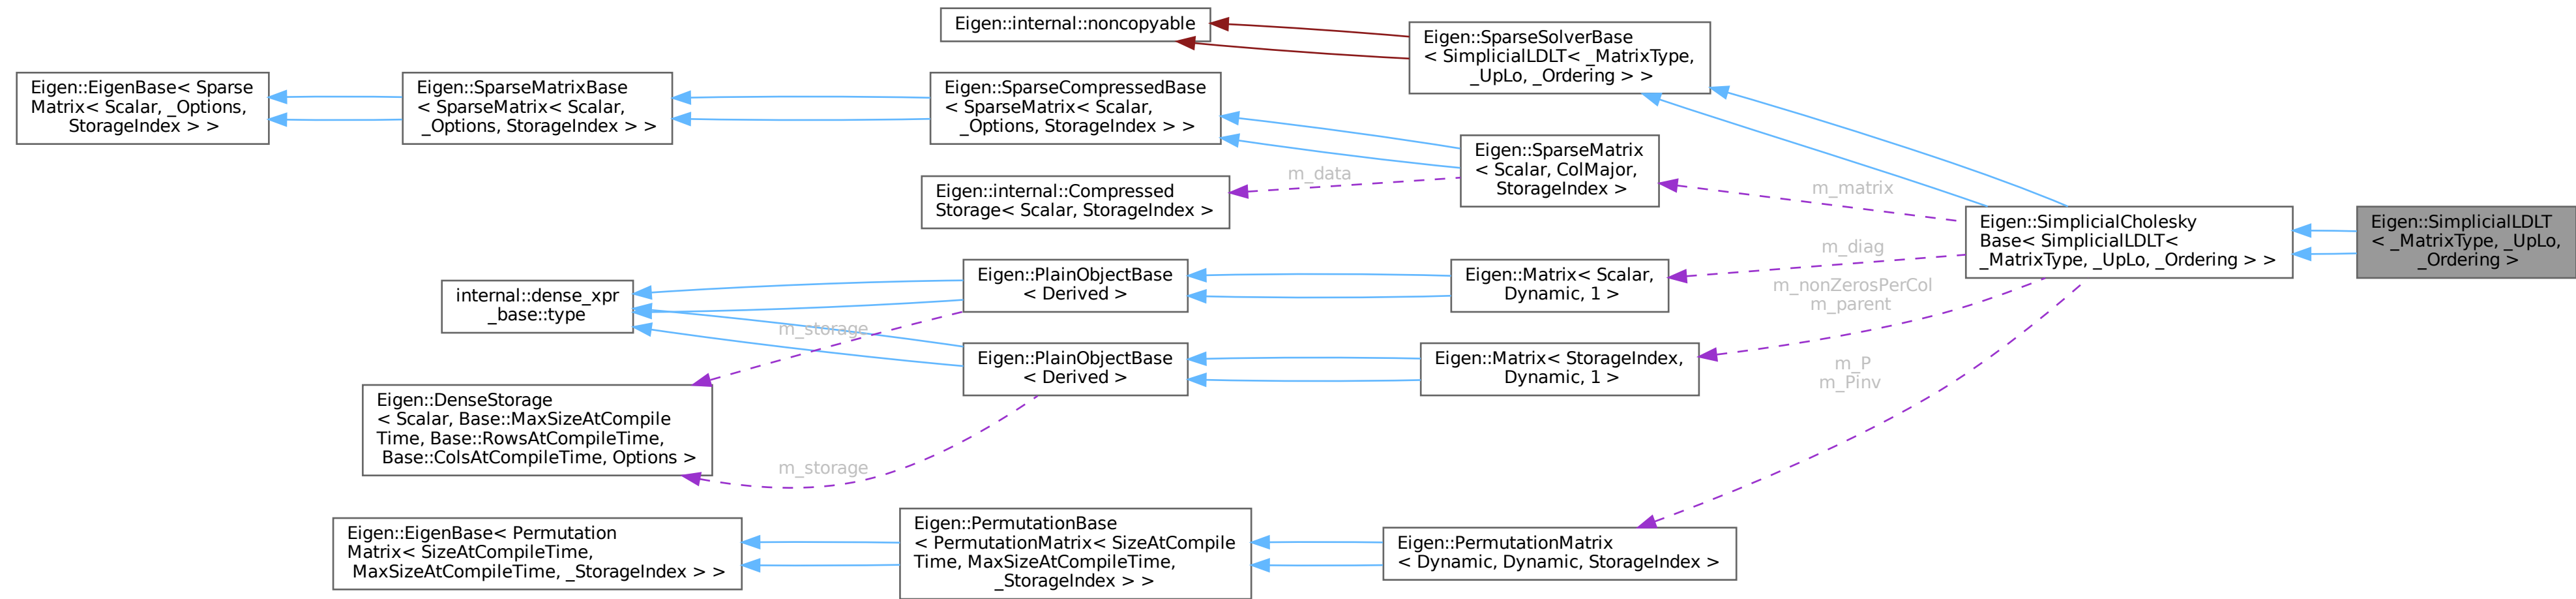 Eigen::internal::noncopyable
Eigen::SparseSolverBase
< SimplicialLDLT< _MatrixType,
_UpLo, _Ordering > >
Eigen::EigenBase< Sparse
Matrix< Scalar, _Options,
StorageIndex > >
Eigen::SparseMatrixBase
< SparseMatrix< Scalar,
_Options, StorageIndex > >
Eigen::SparseCompressedBase
< SparseMatrix< Scalar,
_Options, StorageIndex > >
Eigen::SparseMatrix
< Scalar, ColMajor,
StorageIndex >
m_data
Eigen::internal::Compressed
Storage< Scalar, StorageIndex >
m_matrix
Eigen::SimplicialCholesky
Base< SimplicialLDLT<
_MatrixType, _UpLo, _Ordering > >
Eigen::SimplicialLDLT
< _MatrixType, _UpLo,
_Ordering >
m_diag
Eigen::PlainObjectBase
< Derived >
Eigen::Matrix< Scalar,
Dynamic, 1 >
m_nonZerosPerCol
m_parent
internal::dense_xpr
_base::type
m_storage
Eigen::PlainObjectBase
< Derived >
Eigen::Matrix< StorageIndex,
Dynamic, 1 >
m_P
m_Pinv
Eigen::DenseStorage
< Scalar, Base::MaxSizeAtCompile
Time, Base::RowsAtCompileTime,
Base::ColsAtCompileTime, Options >
m_storage
Eigen::EigenBase< Permutation
Matrix< SizeAtCompileTime,
MaxSizeAtCompileTime, _StorageIndex > >
Eigen::PermutationBase
< PermutationMatrix< SizeAtCompile
Time, MaxSizeAtCompileTime,
_StorageIndex > >
Eigen::PermutationMatrix
< Dynamic, Dynamic, StorageIndex >